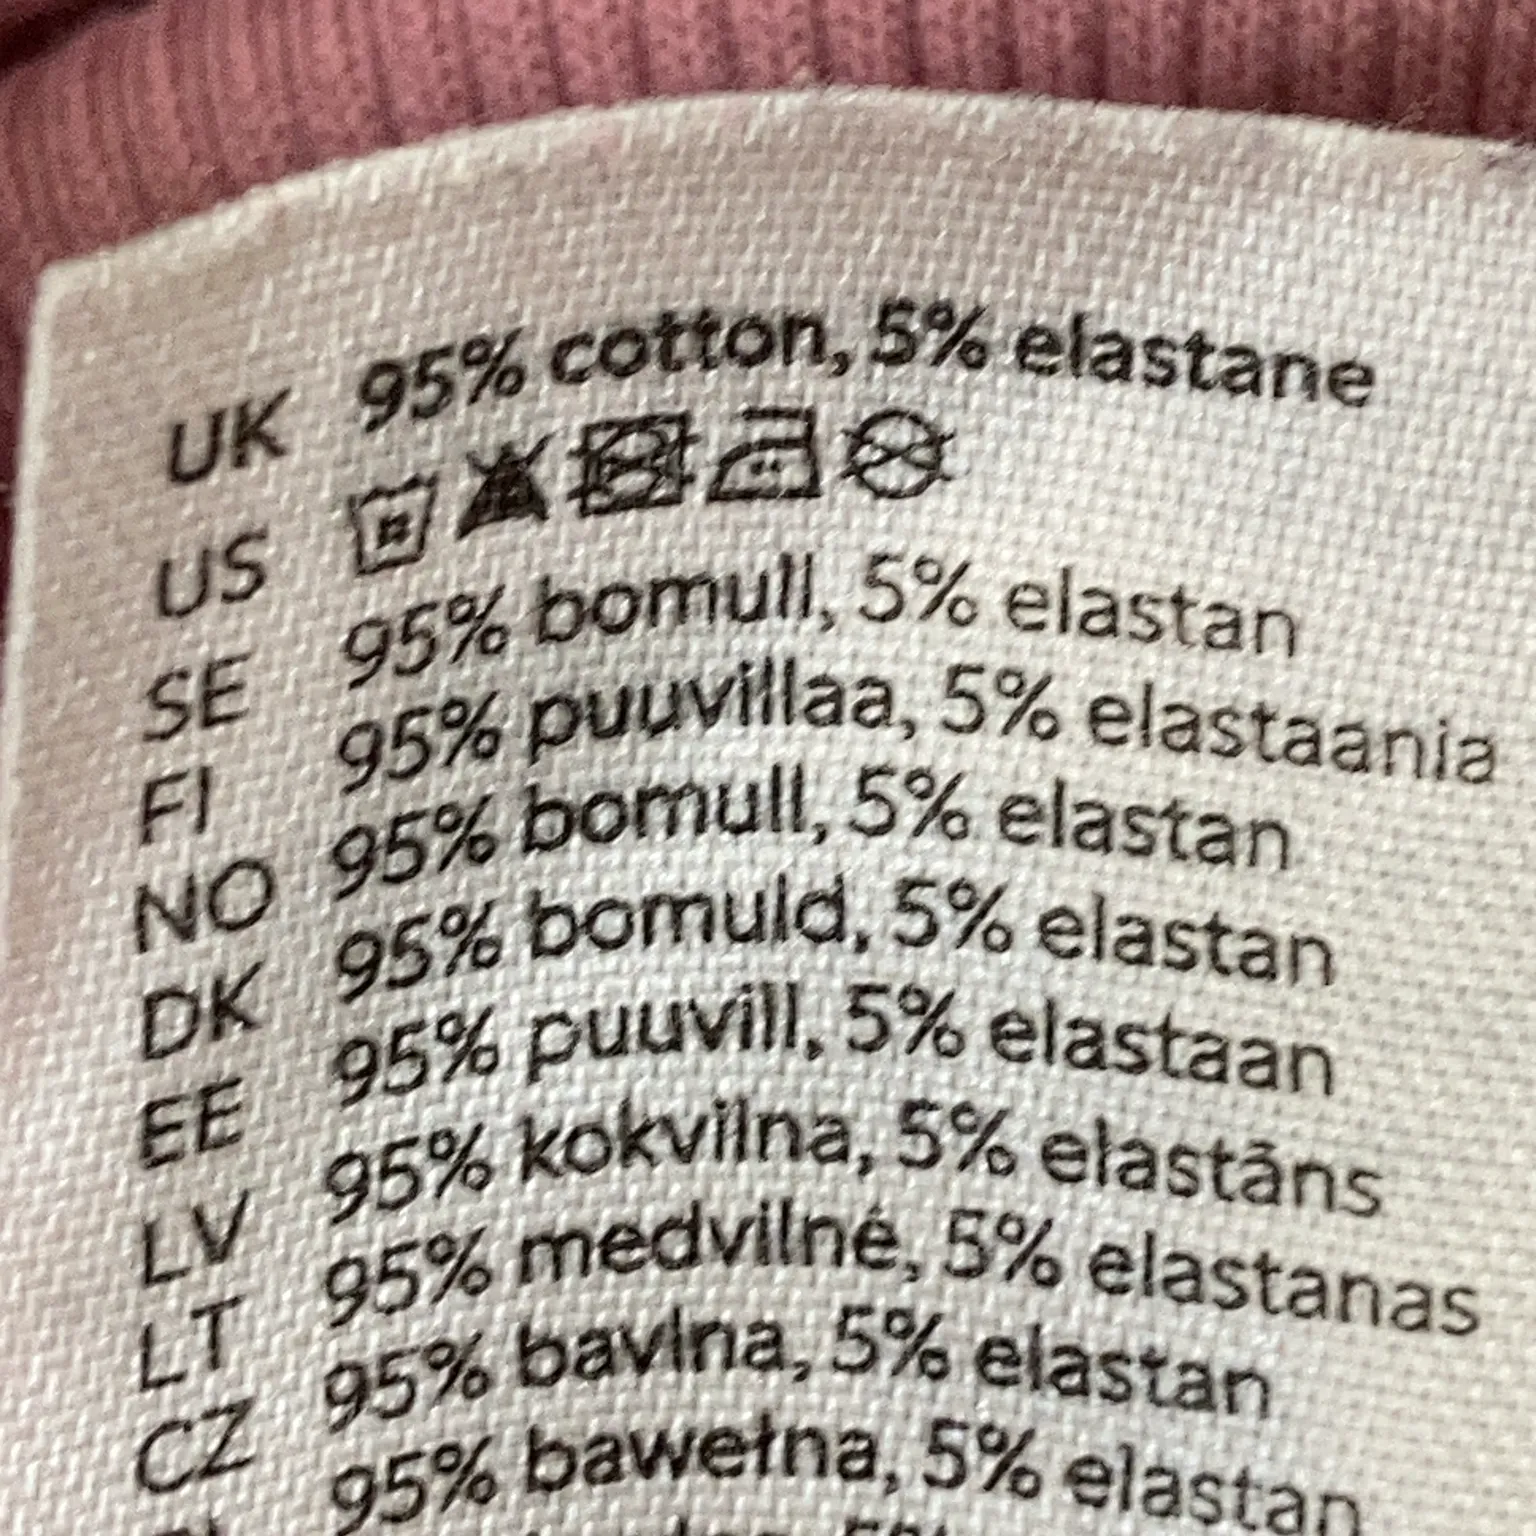 UK 95% cotton, 5% elastane
US
SE 95% bomull, 5% elastan
FI 95% puuvillaa, 5% elastaania
NO 95% bomull, 5% elastan
DK 95% bomuld, 5% elastan
EE 95% puuvill, 5% elastaan
LV 95% kokvilna, 5% elastāns
LT 95% medvilnė, 5% elastanas
CZ 95% bavlna, 5% elastan
95% bawełna, 5% elastan